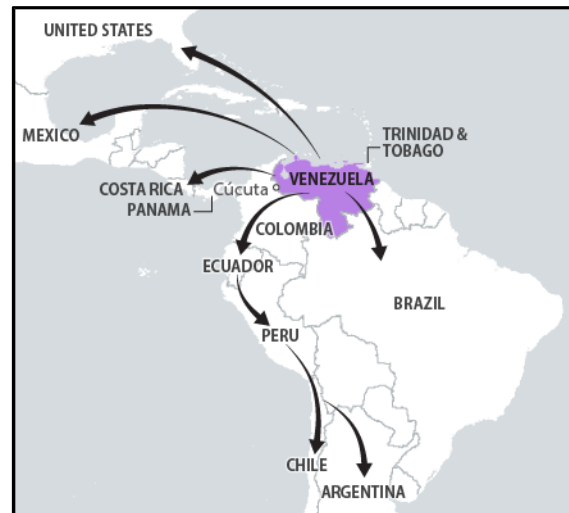 UNITED STATES
MEXICO
TRINIDAD &
TOBAGO
VENEZUELA
COSTA RICA
Cúcuta
PANAMA
COLOMBIA
ECUADOR
BRAZIL
PERU
CHILE
ARGENTINA